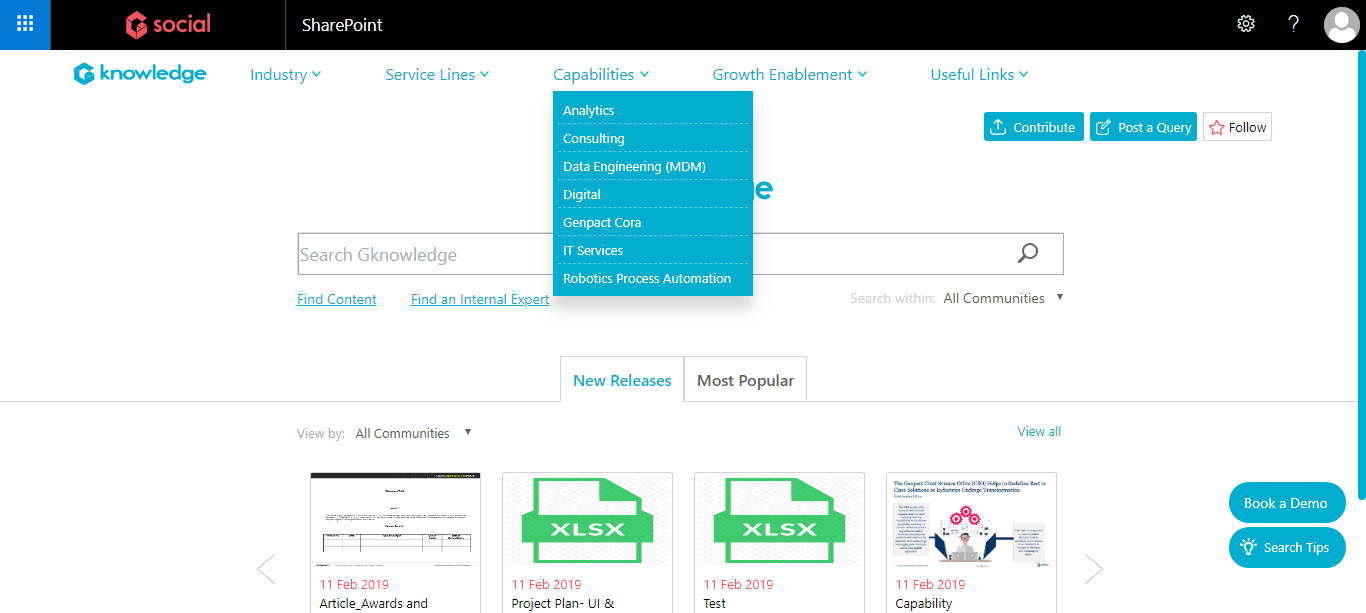 social
SharePoint
?
knowledge
Industry
Service Lines
Capabilities
Growth Enablement
Useful Links
Analytics
Consulting
Data Engineering (MDM)
Digital
Genpact Cora
IT Services
Robotics Process Automation
Contribute
Post a Query
Follow
e
Search Gknowledge
Find Content
Find an Internal Expert
Search within: All Communities
New Releases
Most Popular
View by: All Communities
View all
XLSX
XLSX
The Genpact Chief Science Office (CSO) Helps to Redefine Best in
Class Solutions as Industries Undergo Transformation
11 Feb 2019
Article_Awards and
11 Feb 2019
Project Plan- UI &
11 Feb 2019
Test
11 Feb 2019
Capability
Book a Demo
Search Tips